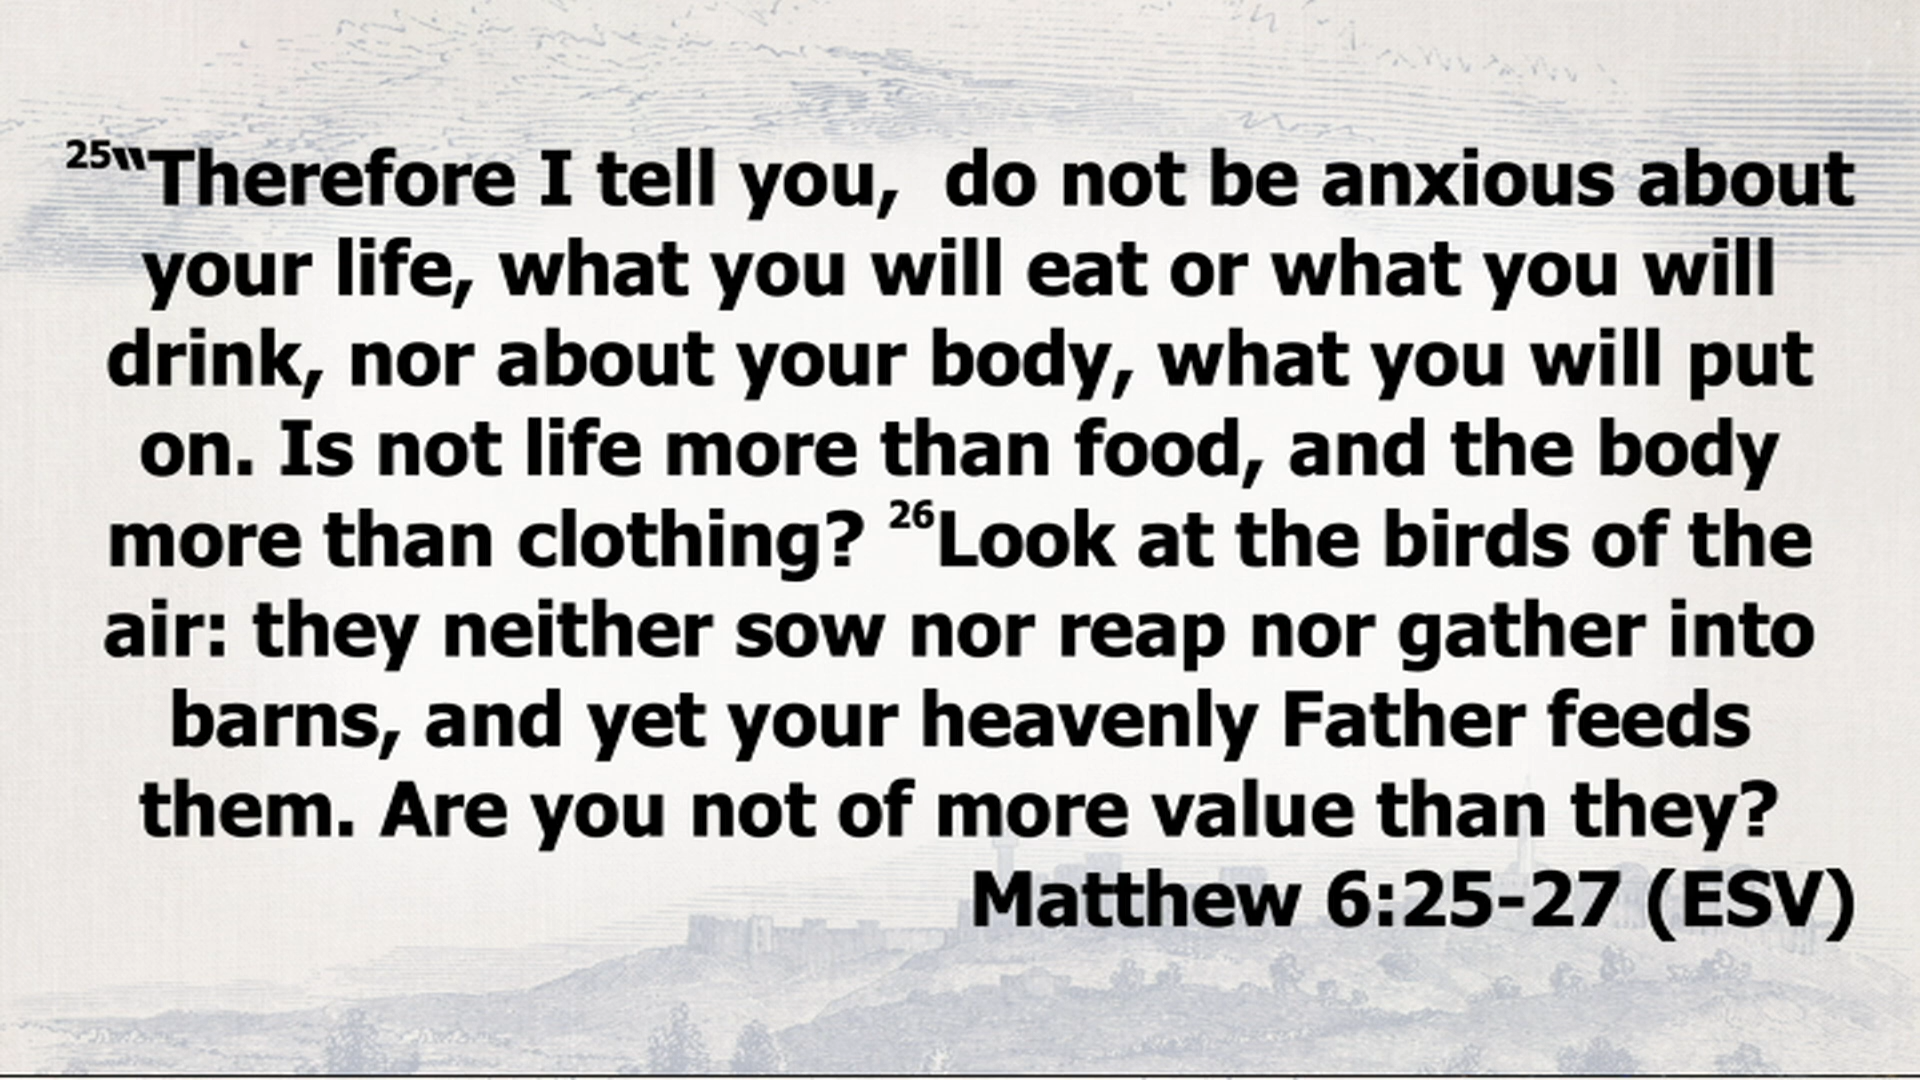 25“Therefore I tell you,  do not be anxious about
your life, what you will eat or what you will
drink, nor about your body, what you will put
on. Is not life more than food, and the body
more than clothing? 26Look at the birds of the
air: they neither sow nor reap nor gather into
barns, and yet your heavenly Father feeds
them. Are you not of more value than they?
Matthew 6:25-27 (ESV)